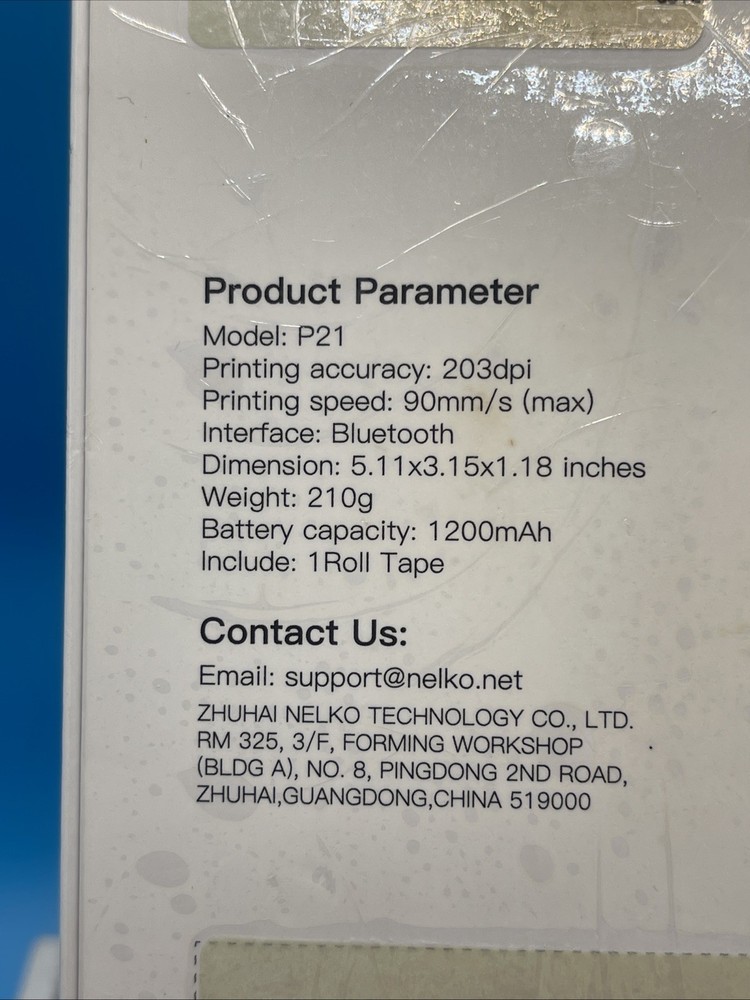 Product Parameter
Model: P21
Printing accuracy: 203dpi
Printing speed: 90mm/s (max)
Interface: Bluetooth
Dimension: 5.11x3.15x1.18 inches
Weight: 210g
Battery capacity: 1200mAh
Include: 1Roll Tape
Contact Us:
Email: support@nelko.net
ZHUHAI NELKO TECHNOLOGY CO., LTD.
RM 325, 3/F, FORMING WORKSHOP
(BLDG A), NO. 8, PINGDONG 2ND ROAD,
ZHUHAI,GUANGDONG,CHINA 519000